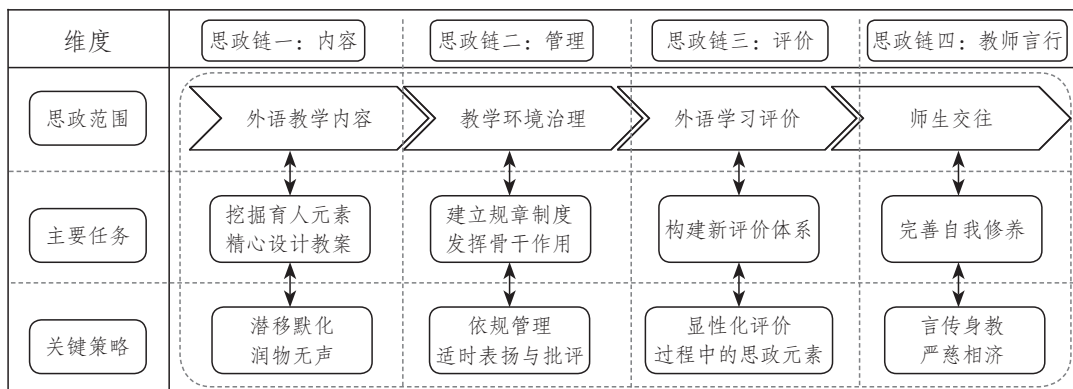 维度
思政链一：内容
思政链二：管理
思政链三：评价
思政链四：教师言行
思政范围
外语教学内容
教学环境治理
外语学习评价
师生交往
主要任务
挖掘育人元素
精心设计教案
建立规章制度
发挥骨干作用
构建新评价体系
完善自我修养
关键策略
潜移默化
润物无声
依规管理
适时表扬与批评
显性化评价
过程中的思政元素
言传身教
严慈相济